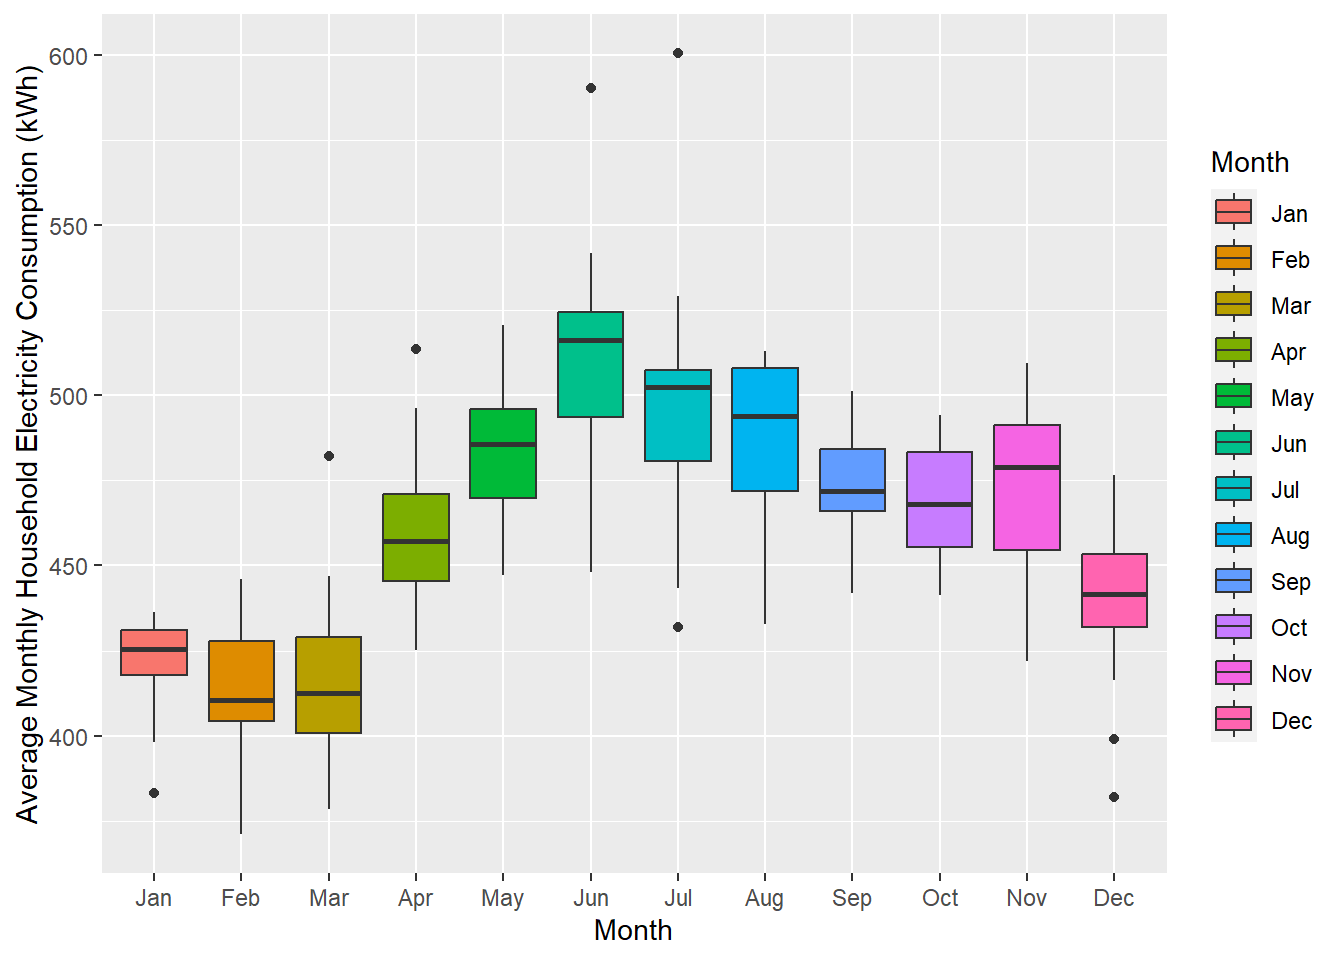 Average Monthly Household Electricity Consumption (kWh)
600
550
500
450
400
Jan Feb Mar Apr May Jun Jul Aug Sep Oct Nov Dec
Month
Month
Jan
Feb
Mar
Apr
May
Jun
Jul
Aug
Sep
Oct
Nov
Dec